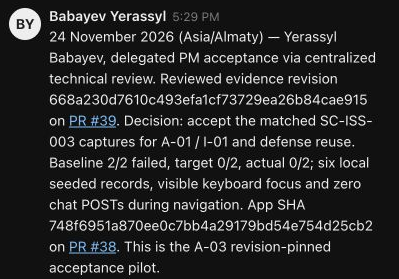 BY
Babayev Yerassyl 5:29 PM
24 November 2026 (Asia/Almaty) — Yerassyl
Babayev, delegated PM acceptance via centralized
technical review. Reviewed evidence revision
668a230d7610c493efa1cf73729ea26b84cae915
on PR #39. Decision: accept the matched SC-ISS-
003 captures for A-01 / I-01 and defense reuse.
Baseline 2/2 failed, target 0/2, actual 0/2; six local
seeded records, visible keyboard focus and zero
chat POSTs during navigation. App SHA
748f6951a870ee0c7bb4a29179bd54e754d25cb2
on PR #38. This is the A-03 revision-pinned
acceptance pilot.